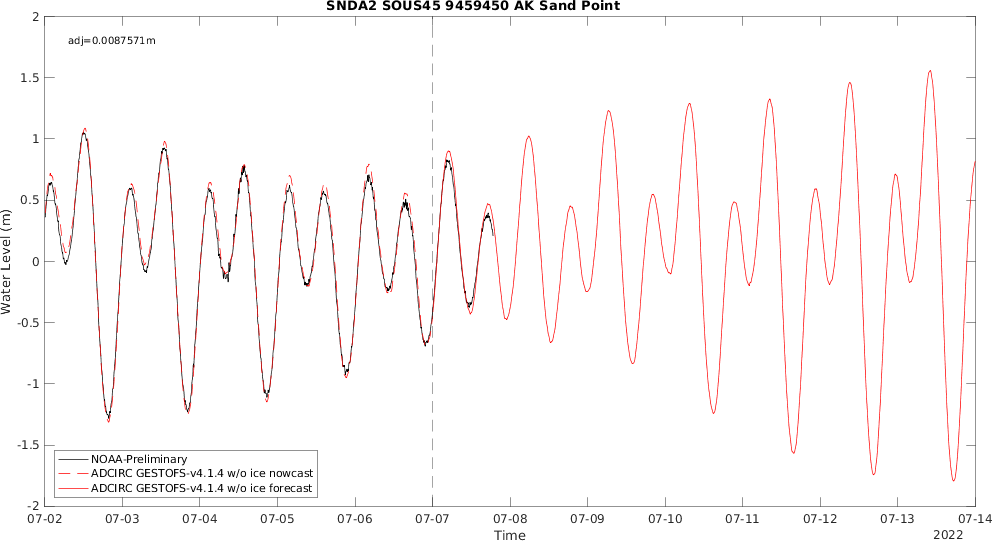 SNDA2 SOUS45 9459450 AK Sand Point
adj=0.0087571m
2
1.5
1
0.5
0
-0.5
-1
-1.5
-2
Water Level (m)
NOAA-Preliminary
ADCIRC GESTOFS-v4.1.4 w/o ice nowcast
ADCIRC GESTOFS-v4.1.4 w/o ice forecast
07-02 07-03 07-04 07-05 07-06 07-07 07-08 07-09 07-10 07-11 07-12 07-13 07-14
Time
2022